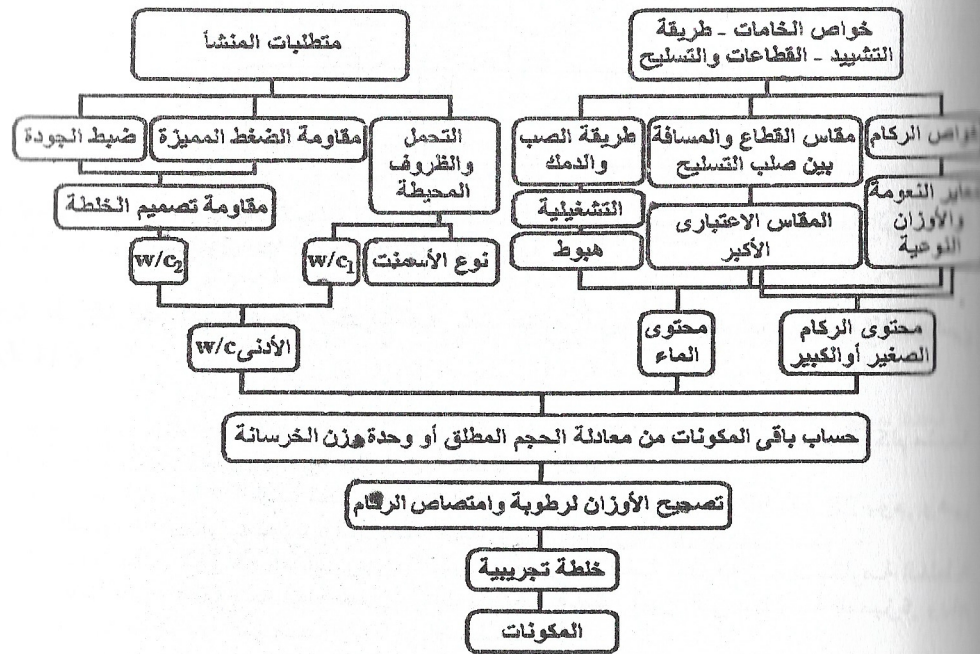 خواص الخامات - طريقة
التشييد - القطاعات والتسليح
متطلبات المنشأ
الركام
مقاس القطاع والمسافة
بين صلب التسليح
طريقة الصب
والدمك
التحمل
والظروف
المحيطة
مقاومة الضغط المميزة
ضبط الجودة
النعومة
والأوزان
النوعية
المقاس الاعتبارى
الأكبر
التشغيلية
هبوط
مقاومة تصميم الخلطة
نوع الأسمنت
w/c₁
w/c₂
محتوى الركام
الصغير أوالكبير
محتوى
الماء
الأدنى w/c
حساب باقى المكونات من معادلة الحجم المطلق أو وحدة وزن الخرسانة
تصحيح الأوزان لرطوبة وامتصاص الركام
خلطة تجريبية
المكونات